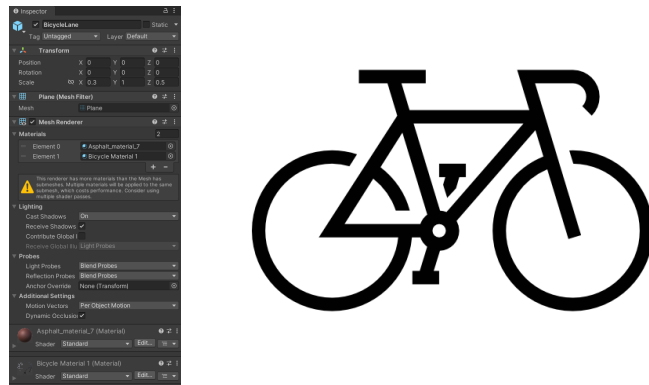 Inspector
BicycleLane Static
Tag Untagged Layer Default
Transform
Position X 0 Y 0 Z 0
Rotation X 0 Y 0 Z 0
Scale X 0.3 Y 1 Z 0.5
Plane (Mesh Filter)
Mesh Plane
Mesh Renderer
Materials 2
Element 0 Asphalt_material_7
Element 1 Bicycle Material 1
This renderer has more materials than the Mesh has
submeshes. Multiple materials will be applied to the same
submesh, which costs performance. Consider using
multiple shader passes.
Lighting
Cast Shadows On
Receive Shadows
Contribute Global I
Receive Global Illu Light Probes
Probes
Light Probes Blend Probes
Reflection Probes Blend Probes
Anchor Override None (Transform)
Additional Settings
Motion Vectors Per Object Motion
Dynamic Occlusio
Asphalt_material_7 (Material)
Shader Standard Edit...
Bicycle Material 1 (Material)
Shader Standard Edit...